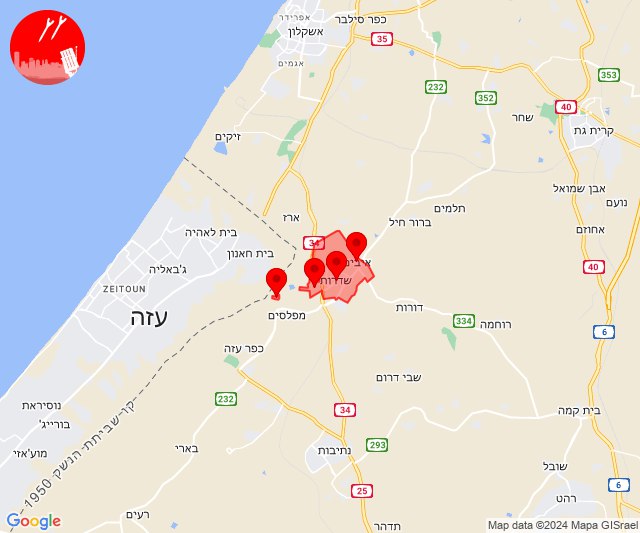 אפרידר
כפר סילבר
אשקלון
35
אגמים
353
232
352
40
שחר
קרית גת
זיקים
אבן שמואל
נועם
תלמים
ארז
ברור חיל
אחוזם
בית לאהיה
34
בית חאנון
איבים
ג'באליה
40
שדרות
ZEITOUN
עזה
דורות
מפלסים
334
רוחמה
6
כפר עזה
שבי דרום
נוסיראת
232
34
בית קמה
בורייג'
קו שביתת הנשק 1950
293
מוע'אזי
בארי
נתיבות
שובל
6
25
רהט
רעים
תדהר
Google
Map data ©2024 Mapa GISrael